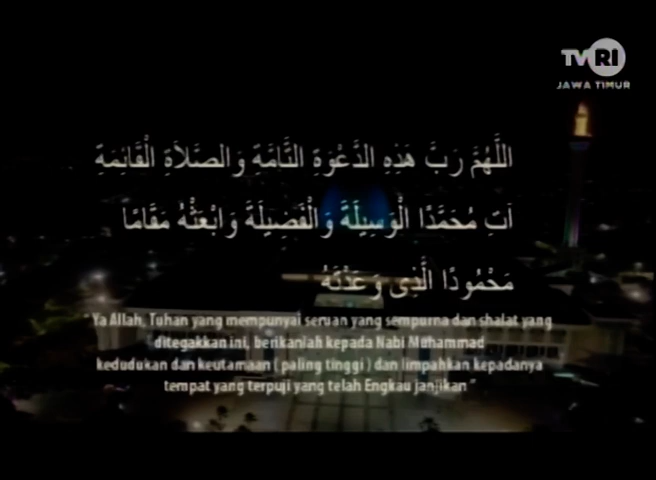 TVRI
JAWA TIMUR
اللَّهُمَّ رَبَّ هَذِهِ الدَّعْوَةِ التَّامَّةِ وَالصَّلاَةِ الْقَائِمَةِ
آتِ مُحَمَّدًا الْوَسِيلَةَ وَالْفَضِيلَةَ وَابْعَثْهُ مَقَامًا
مَحْمُودًا الَّذِى وَعَدْتَهُ
" Ya Allah, Tuhan yang mempunyai seruan yang sempurna dan shalat yang
ditegakkan ini, berikanlah kepada Nabi Muhammad
kedudukan dan keutamaan ( paling tinggi ) dan limpahkan kepadanya
tempat yang terpuji yang telah Engkau janjikan "